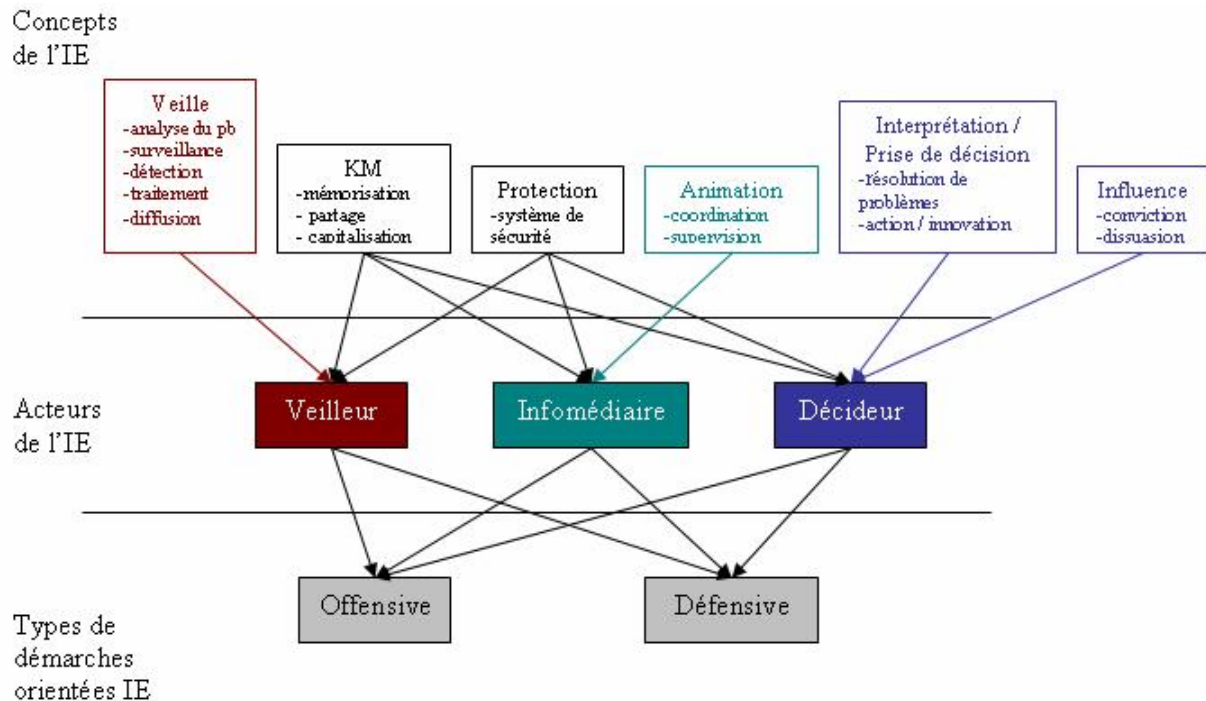 Concepts
de l'IE
Veille
-analyse du pb
-surveillance
-détection
-traitement
-diffusion
KM
-mémorisation
- partage
- capitalisation
Protection
-système de
sécurité
Animation
-coordination
-supervision
Interprétation /
Prise de décision
-résolution de
problèmes
-action / innovation
Influence
-conviction
-dissuasion
Acteurs
de l'IE
Veilleur
Infomédiaire
Décideur
Offensive
Défensive
Types de
démarches
orientées IE